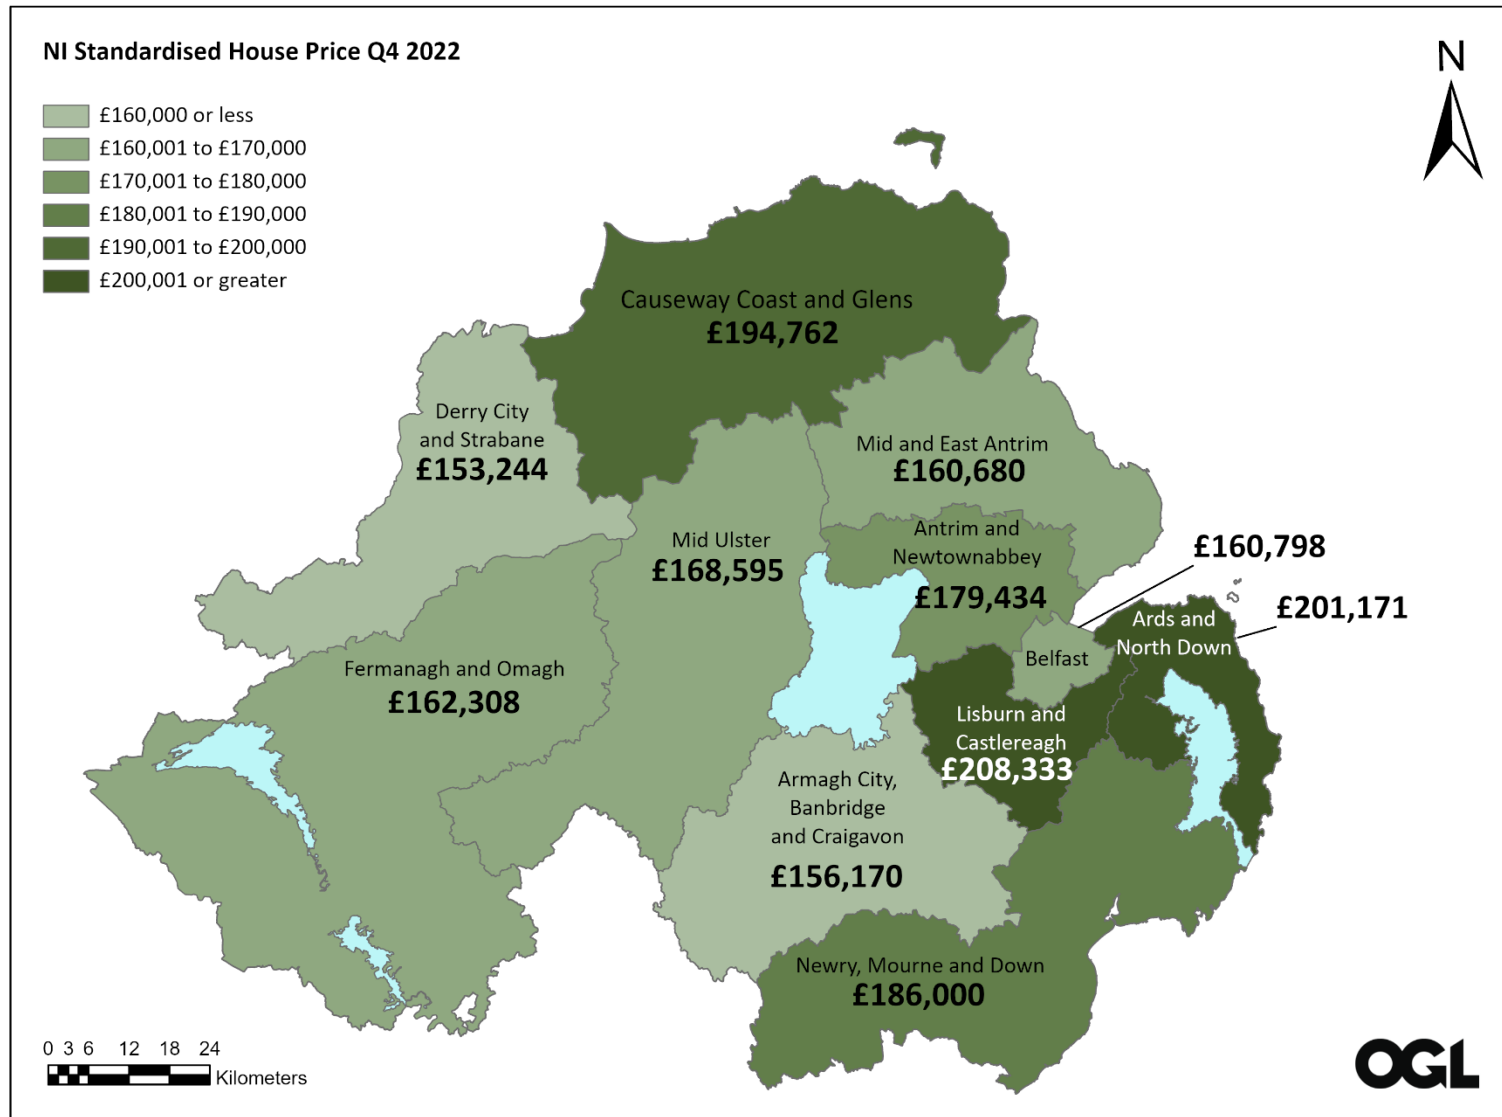 NI Standardised House Price Q4 2022
£160,000 or less
£160,001 to £170,000
£170,001 to £180,000
£180,001 to £190,000
£190,001 to £200,000
£200,001 or greater
N
Causeway Coast and Glens
£194,762
Derry City
and Strabane
£153,244
Mid and East Antrim
£160,680
Mid Ulster
£168,595
Antrim and
Newtownabbey
£179,434
£160,798
£201,171
Ards and
North Down
Belfast
Fermanagh and Omagh
£162,308
Lisburn and
Castlereagh
£208,333
Armagh City,
Banbridge
and Craigavon
£156,170
Newry, Mourne and Down
£186,000
0 3 6 12 18 24
Kilometers
OGL